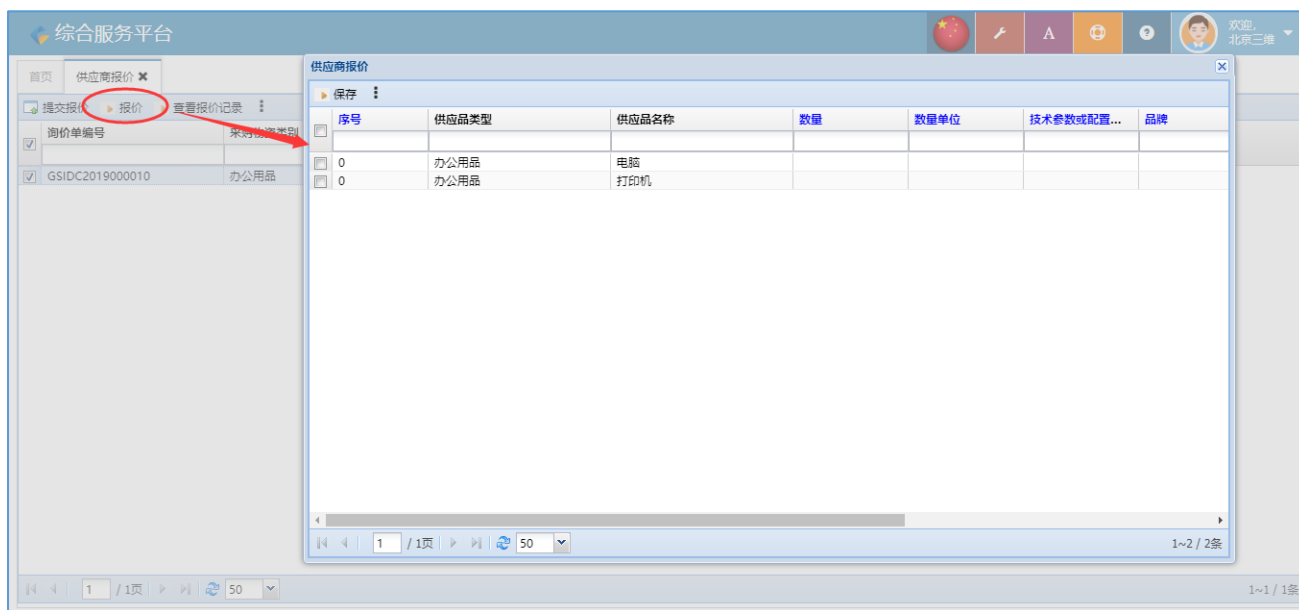 综合服务平台
A
欢迎,
北京三维
首页 供应商报价
提交报价 报价 查看报价记录
询价单编号 采购物资类别
GSIDC2019000010 办公用品
供应商报价
保存
序号 供应品类型 供应品名称 数量 数量单位 技术参数或配置... 品牌
0 办公用品 电脑
0 办公用品 打印机
1 / 1页 50 1~2 / 2条
1 / 1页 50 1~1 / 1条